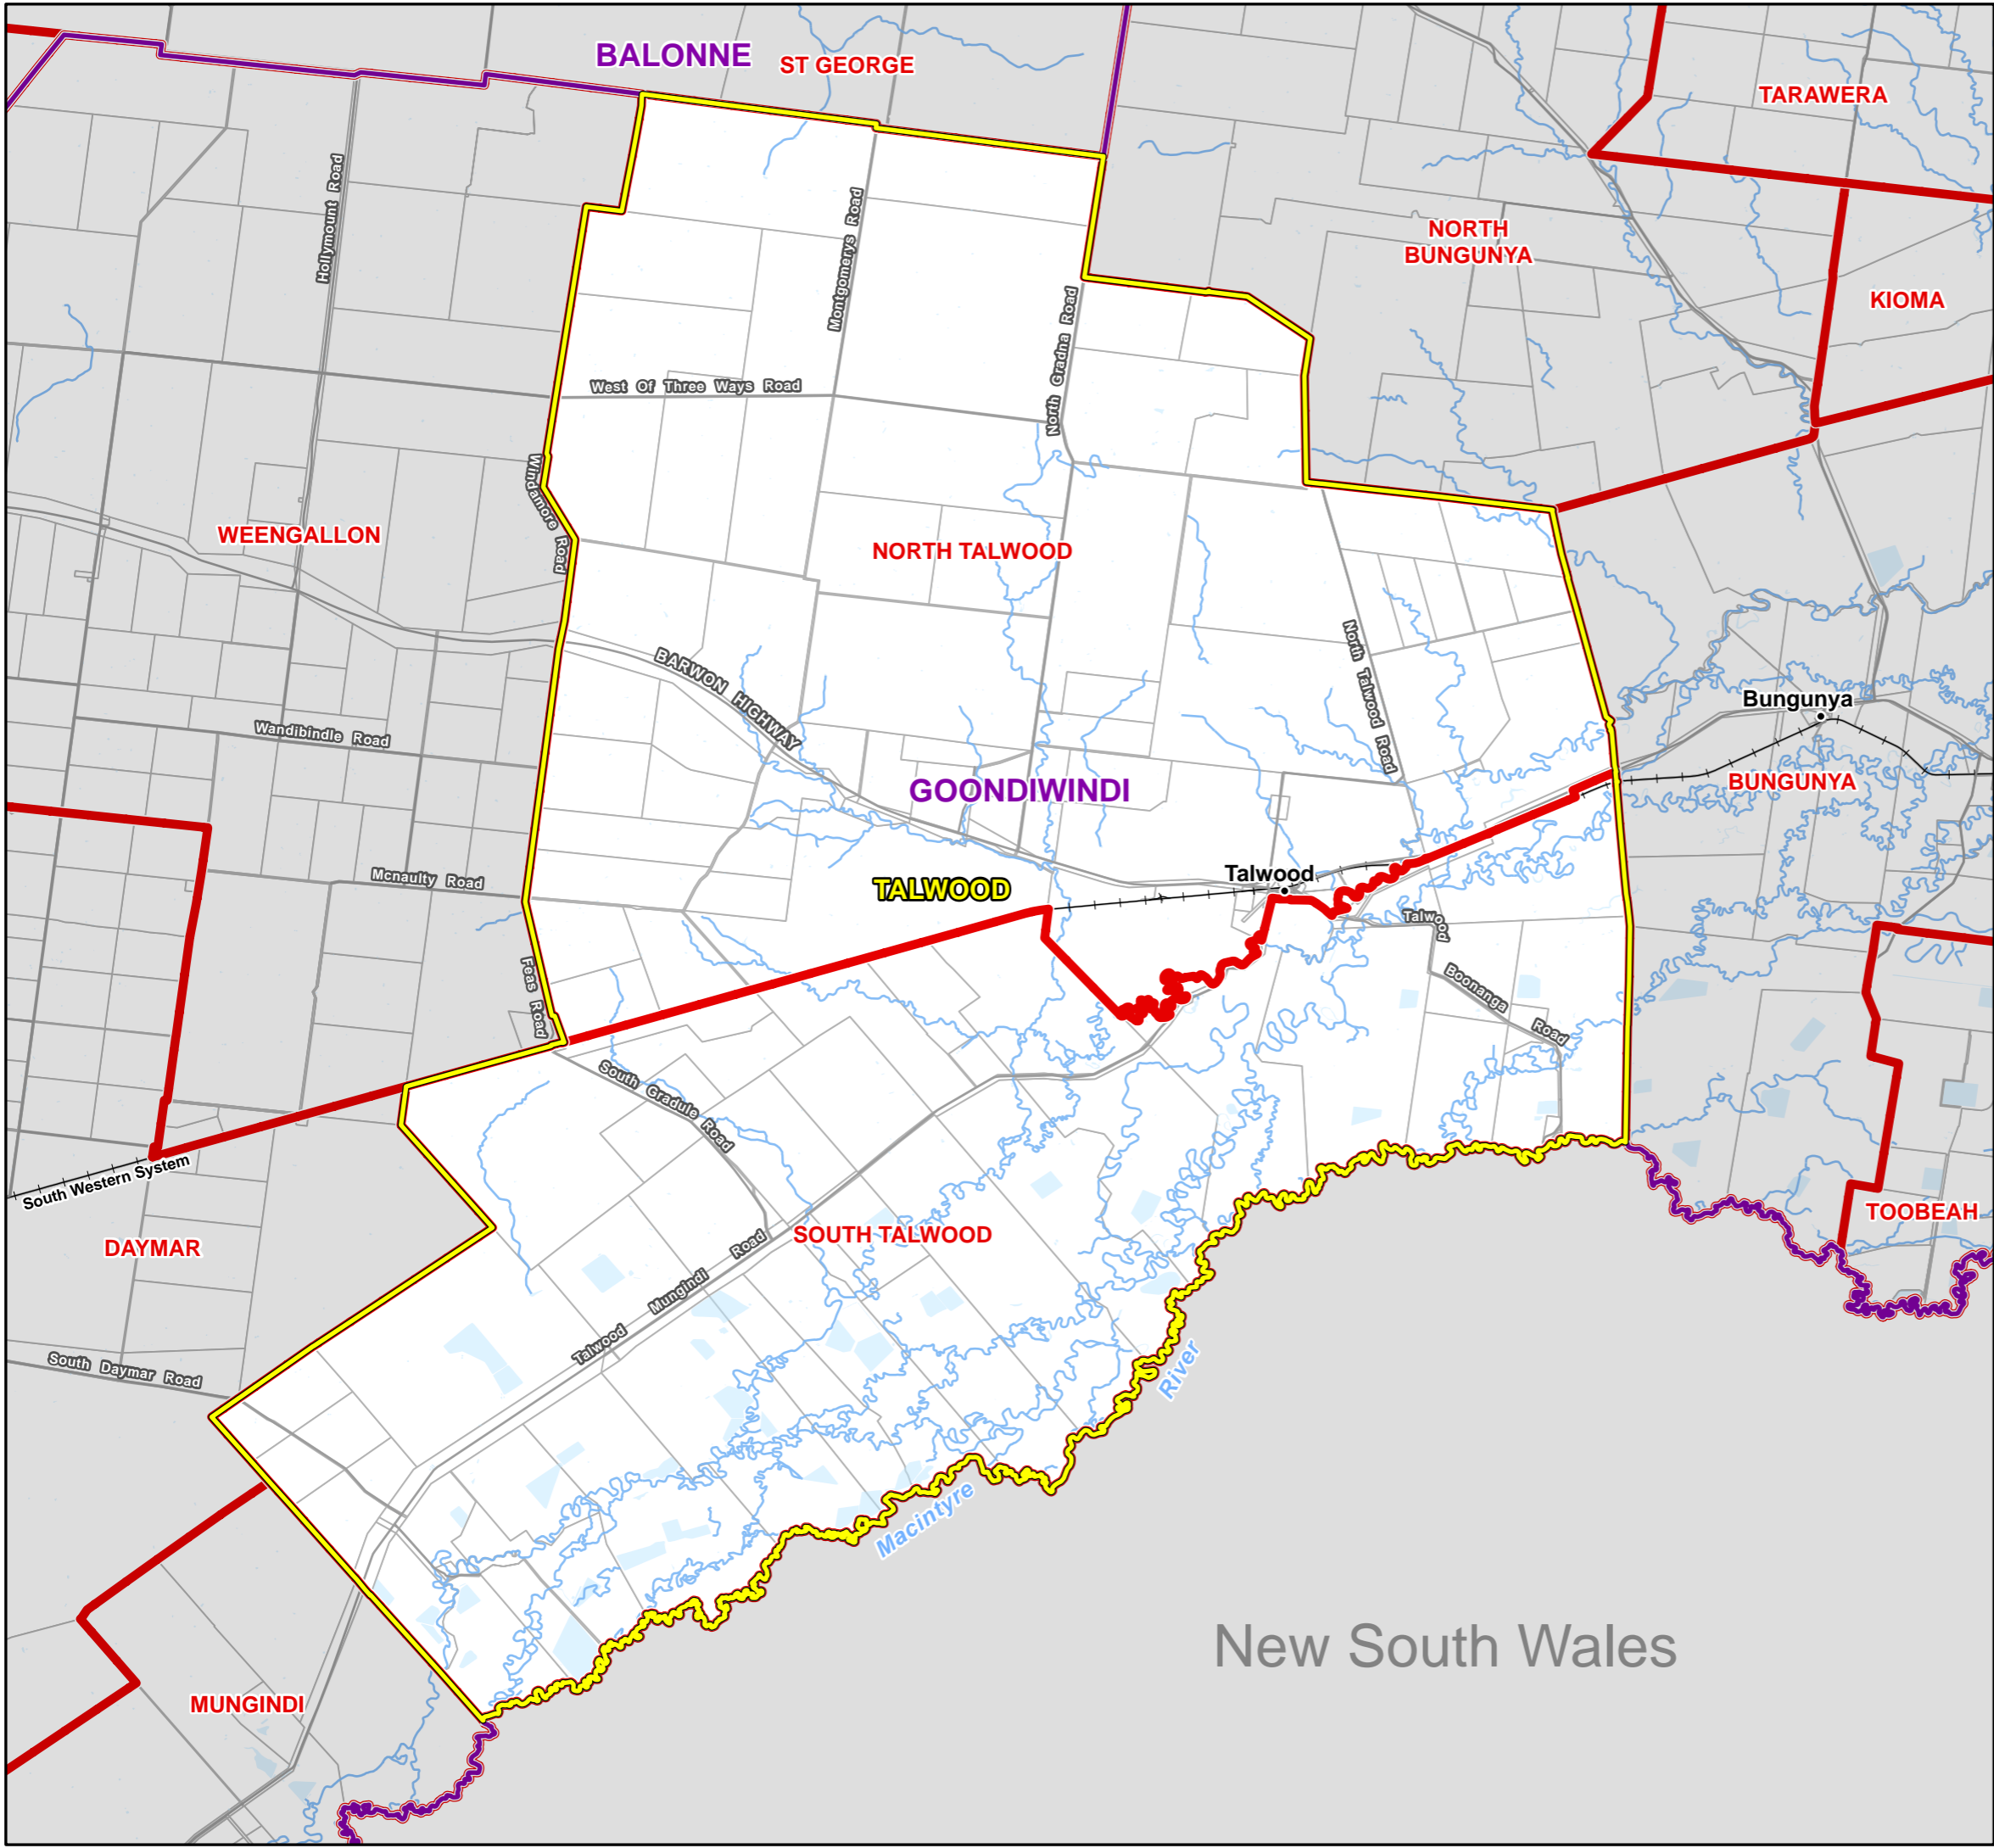 BALONNE
ST GEORGE
TARAWERA
NORTH
BUNGUNYA
KIOMA
Hollymount Road
Montgomerys Road
North Gradna Road
West Of Three Ways Road
Windamore Road
WEENGALLON
NORTH TALWOOD
North Talwood Road
BARWON HIGHWAY
Wandibindle Road
Bungunya
BUNGUNYA
GOONDIWINDI
Mcnaulty Road
TALWOOD
Talwood
Talwood
Boonanga
Road
Feas Road
South Gradule
Road
South Western System
DAYMAR
SOUTH TALWOOD
TOOBEAH
Talwood
Mungindi
Road
South Daymar Road
Macintyre
River
New South Wales
MUNGINDI